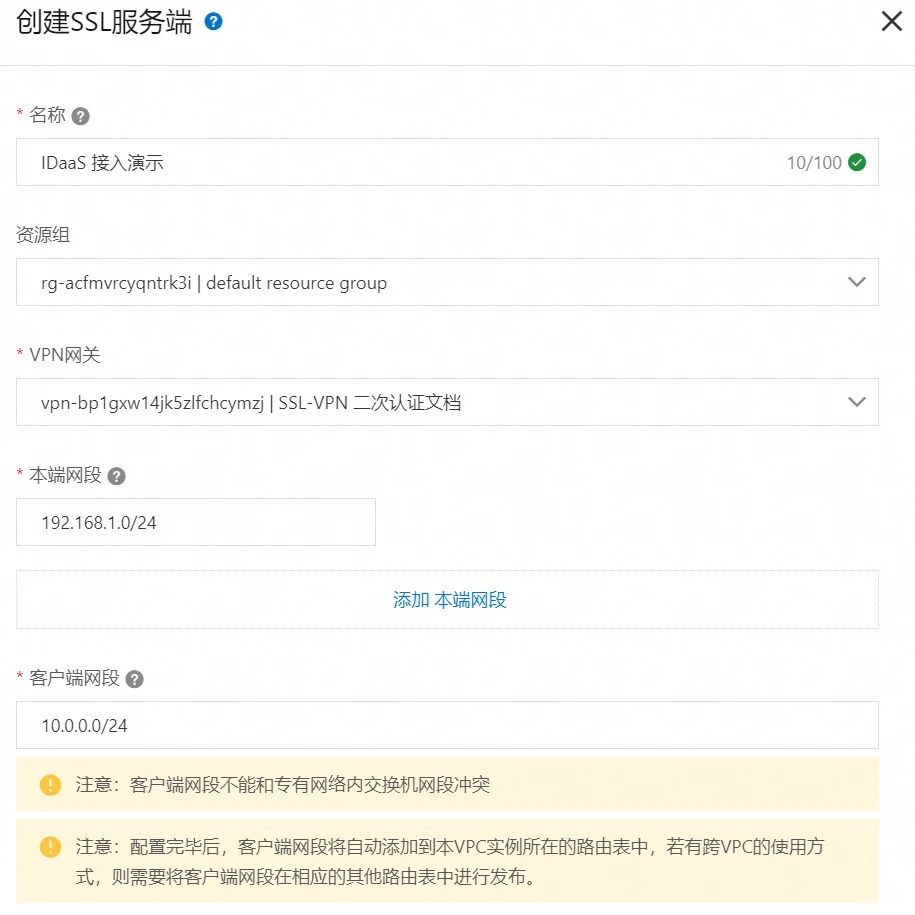 创建SSL服务端
* 名称
IDaaS 接入演示 10/100
资源组
rg-acfmvrcyqntrk3i | default resource group
* VPN网关
vpn-bp1gxw14jk5zlfchcymzj | SSL-VPN 二次认证文档
* 本端网段
192.168.1.0/24
添加 本端网段
* 客户端网段
10.0.0.0/24
注意：客户端网段不能和专有网络内交换机网段冲突
注意：配置完毕后，客户端网段将自动添加到本VPC实例所在的路由表中，若有跨VPC的使用方
式，则需要将客户端网段在相应的其他路由表中进行发布。